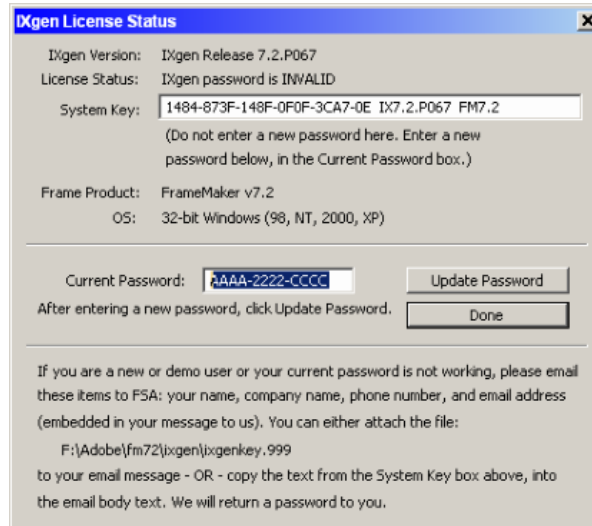 IXgen License Status
IXgen Version: IXgen Release 7.2.P067
License Status: IXgen password is INVALID
System Key: 1484-873F-148F-0F0F-3CA7-0E IX7.2.P067 FM7.2
(Do not enter a new password here. Enter a new
password below, in the Current Password box.)
Frame Product: FrameMaker v7.2
OS: 32-bit Windows (98, NT, 2000, XP)
Current Password: AAAA-2222-CCCC Update Password
After entering a new password, click Update Password. Done
If you are a new or demo user or your current password is not working, please email
these items to FSA: your name, company name, phone number, and email address
(embedded in your message to us). You can either attach the file:
F:\Adobe\fm72\ixgen\ixgenkey.999
to your email message - OR - copy the text from the System Key box above, into
the email body text. We will return a password to you.